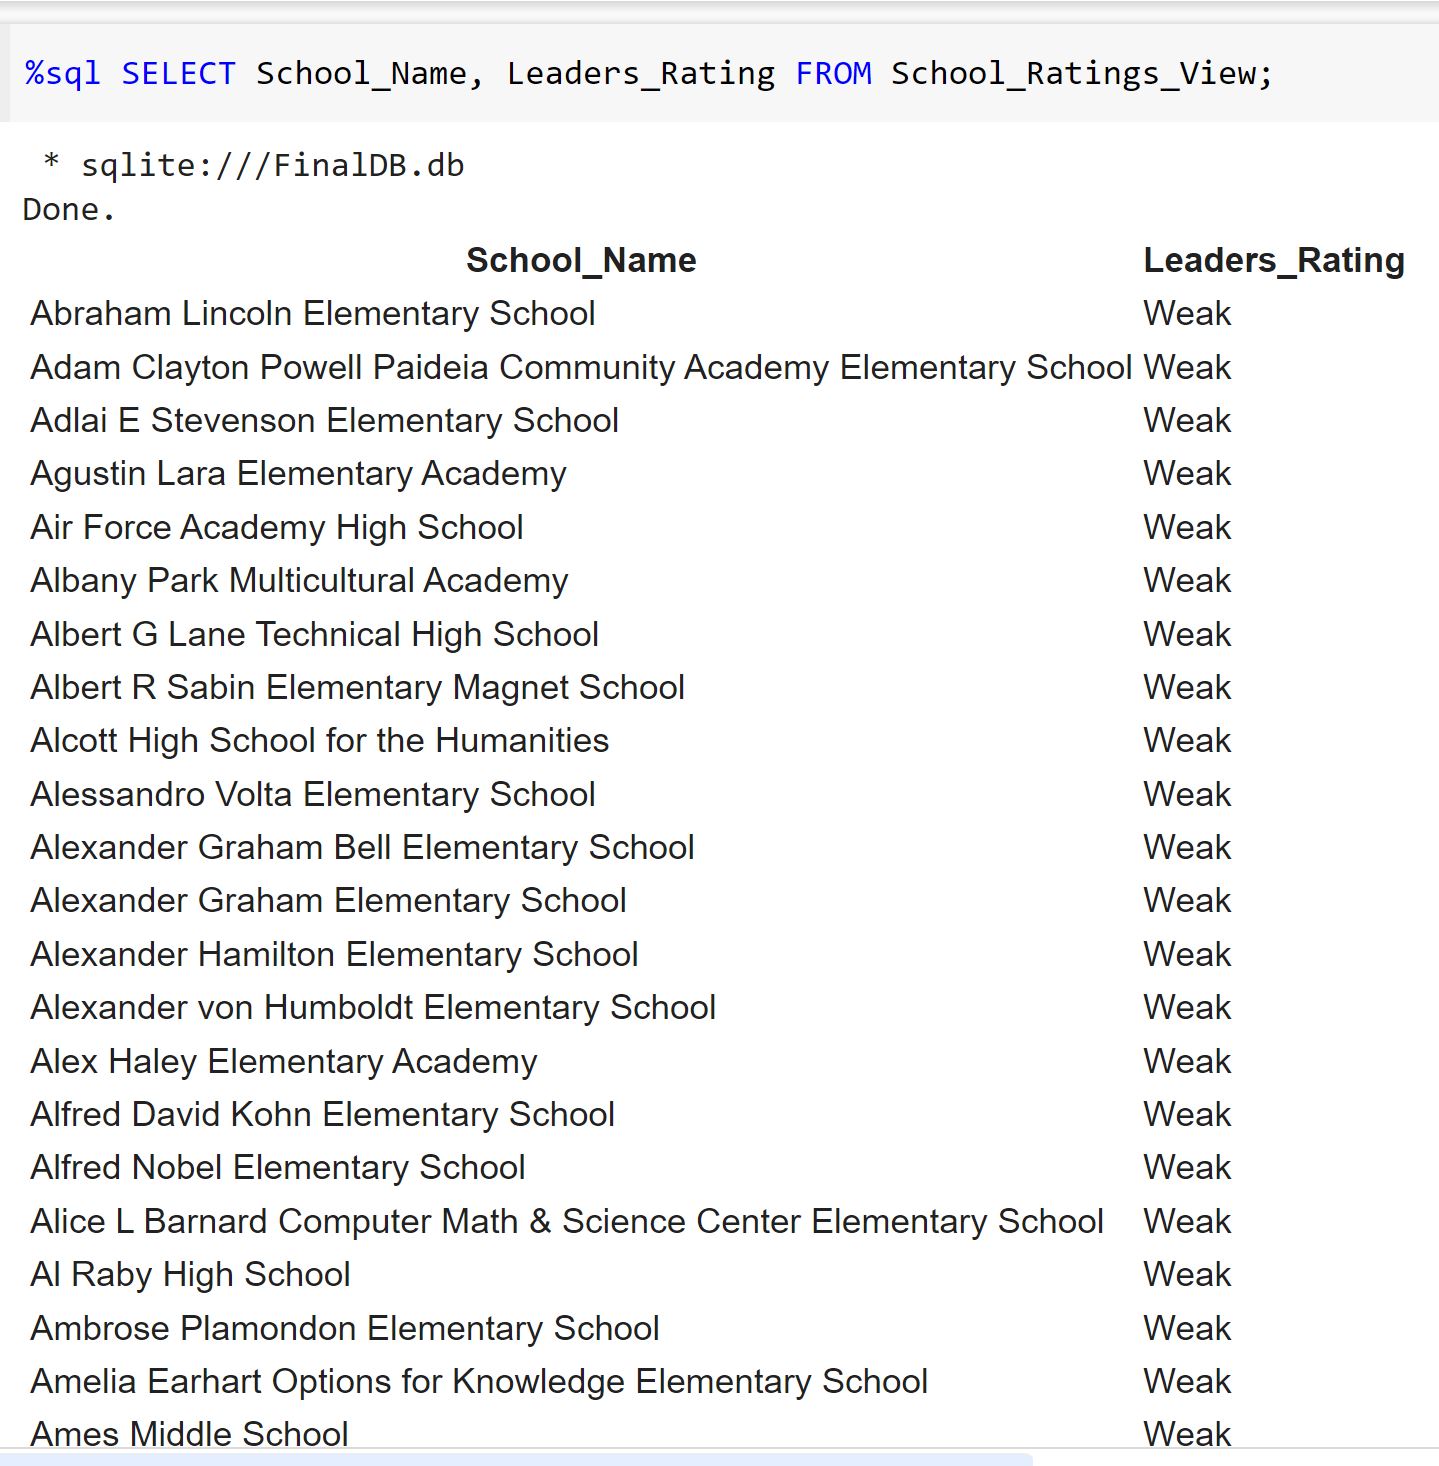 %sql SELECT School_Name, Leaders_Rating FROM School_Ratings_View;
* sqlite:///FinalDB.db
Done.
School_Name Leaders_Rating
Abraham Lincoln Elementary School Weak
Adam Clayton Powell Paideia Community Academy Elementary School Weak
Adlai E Stevenson Elementary School Weak
Agustin Lara Elementary Academy Weak
Air Force Academy High School Weak
Albany Park Multicultural Academy Weak
Albert G Lane Technical High School Weak
Albert R Sabin Elementary Magnet School Weak
Alcott High School for the Humanities Weak
Alessandro Volta Elementary School Weak
Alexander Graham Bell Elementary School Weak
Alexander Graham Elementary School Weak
Alexander Hamilton Elementary School Weak
Alexander von Humboldt Elementary School Weak
Alex Haley Elementary Academy Weak
Alfred David Kohn Elementary School Weak
Alfred Nobel Elementary School Weak
Alice L Barnard Computer Math & Science Center Elementary School Weak
Al Raby High School Weak
Ambrose Plamondon Elementary School Weak
Amelia Earhart Options for Knowledge Elementary School Weak
Ames Middle School Weak